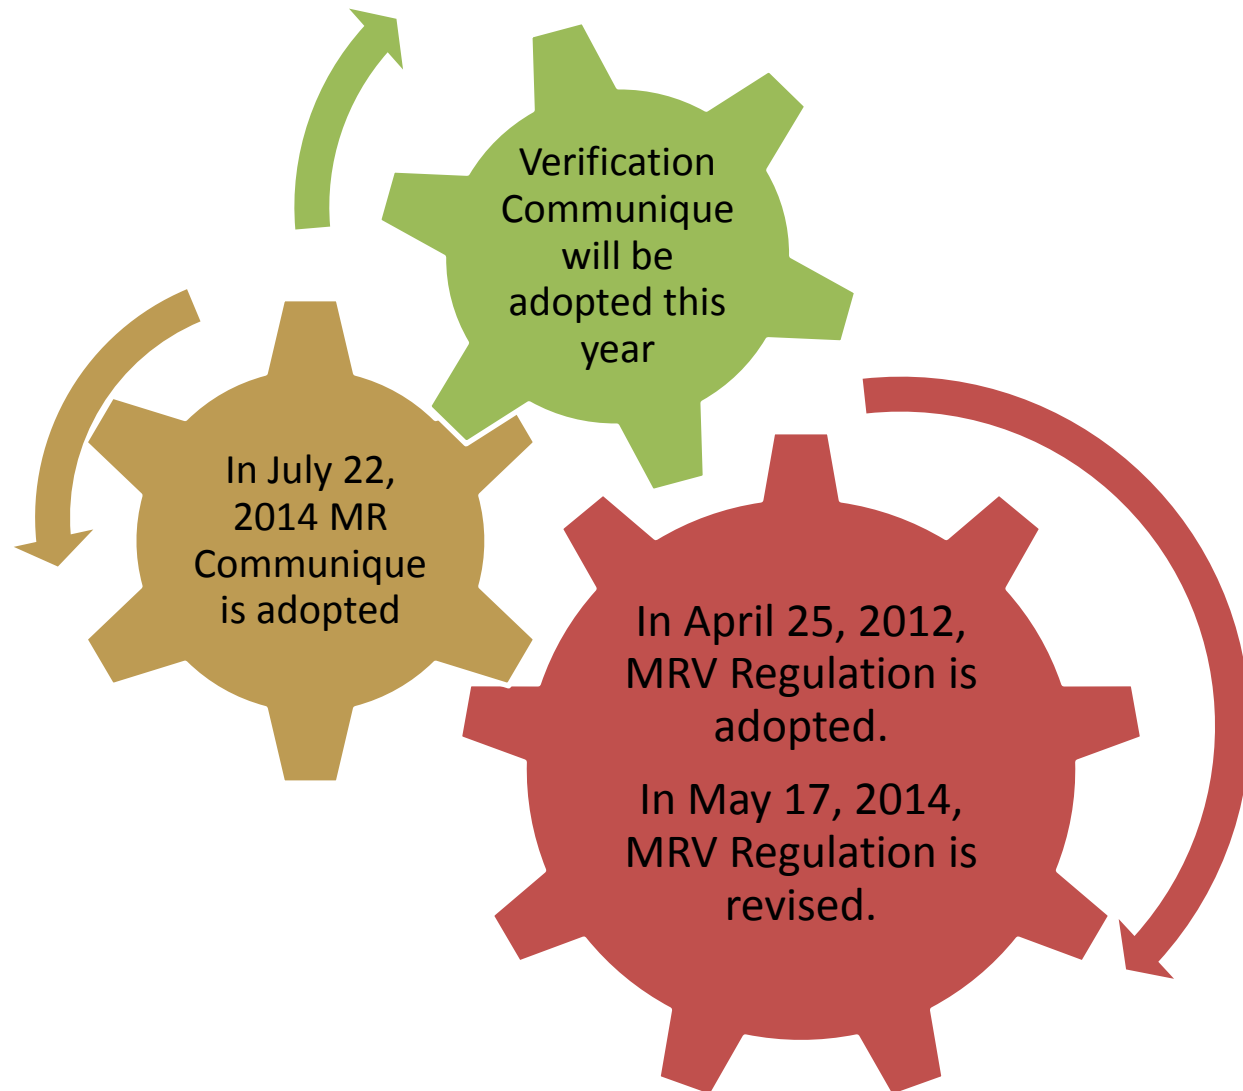 Verification
Communique
will be
adopted this
year
In July 22,
2014 MR
Communique
is adopted
In April 25, 2012,
MRV Regulation is
adopted.
In May 17, 2014,
MRV Regulation is
revised.